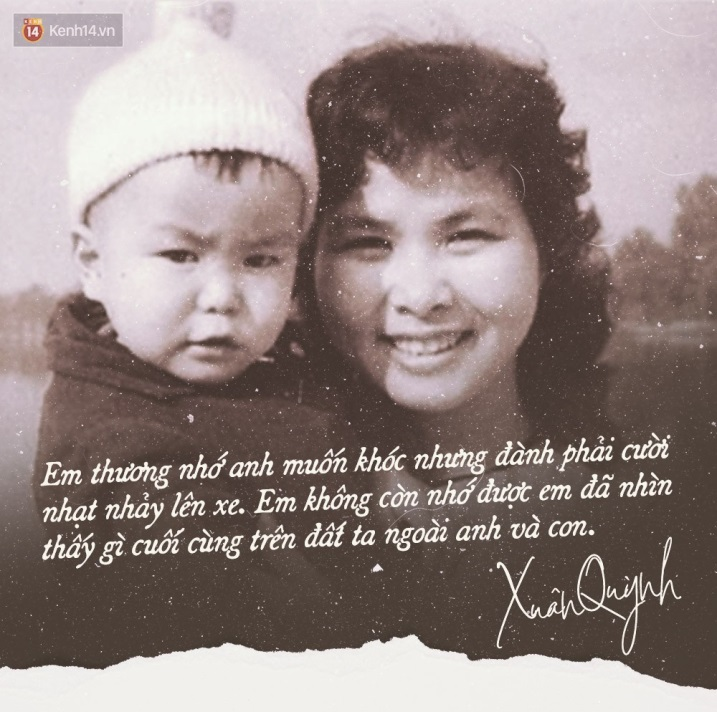 14
Kenh14.vn
Em thương nhớ anh muốn khóc nhưng đành phải cười
nhạt nhảy lên xe. Em không còn nhớ được em đã nhìn
thấy gì cuối cùng trên đất ta ngoài anh và con.
Xuân Quỳnh